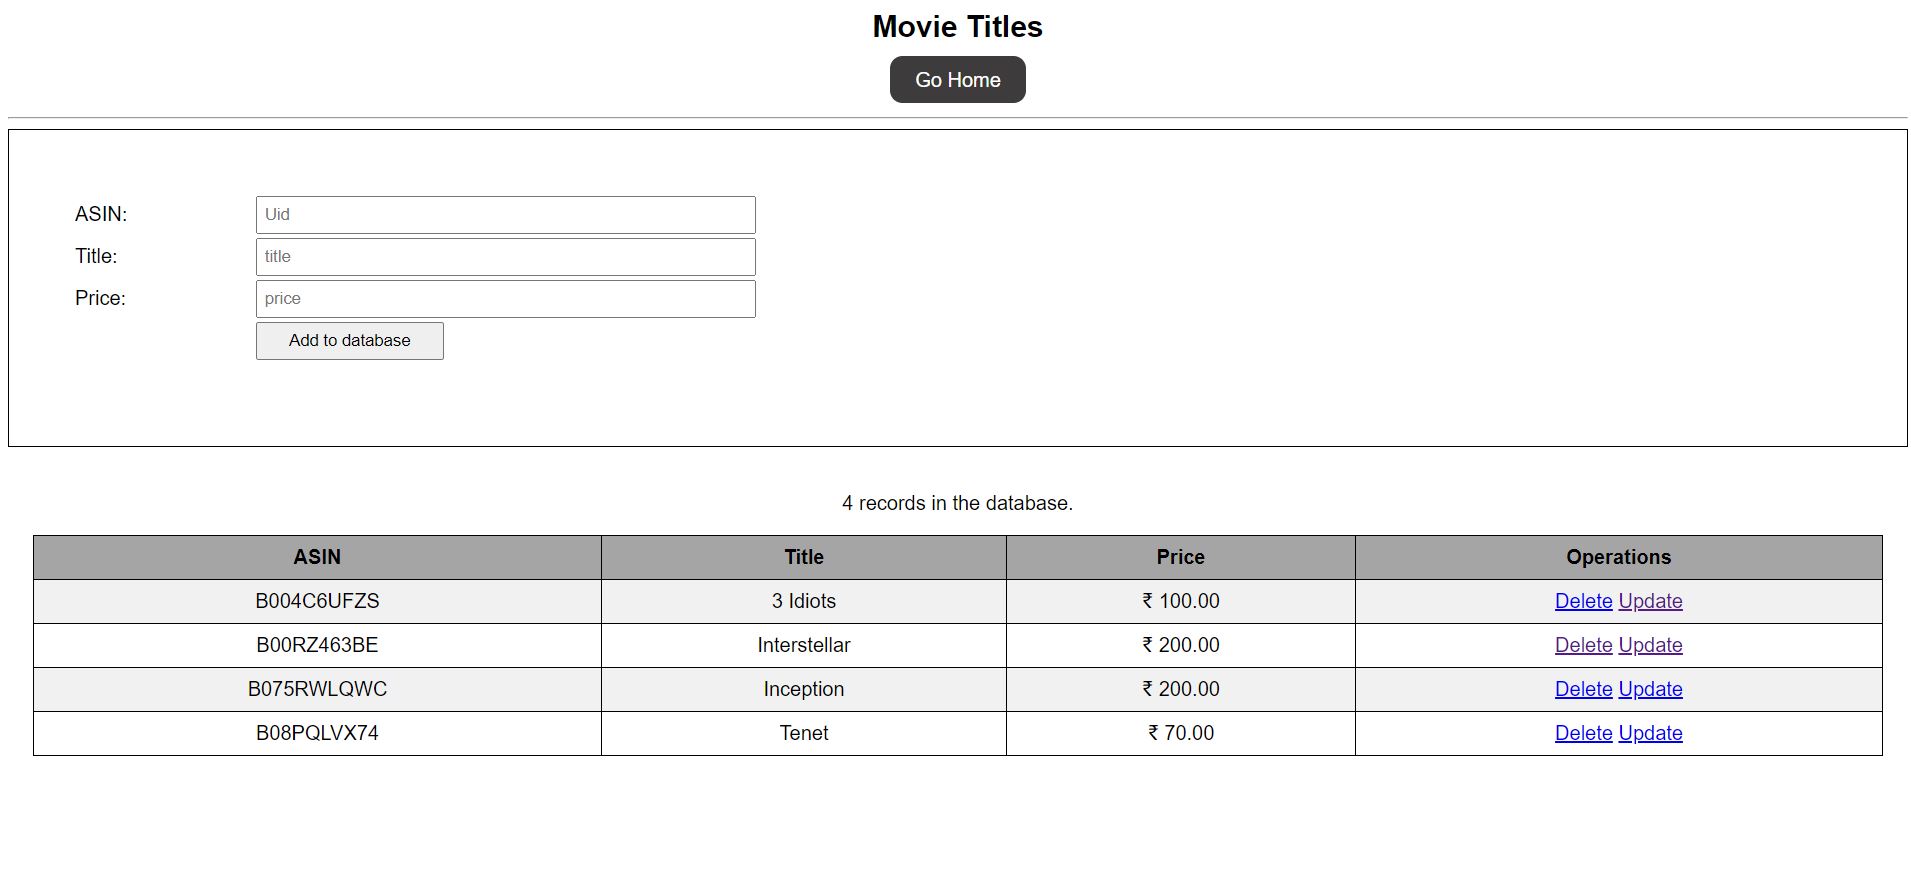 Movie Titles
Go Home
ASIN: Uid
Title: title
Price: price
Add to database
4 records in the database.
ASIN Title Price Operations
B004C6UFZS 3 Idiots ₹ 100.00 Delete Update
B00RZ463BE Interstellar ₹ 200.00 Delete Update
B075RWLQWC Inception ₹ 200.00 Delete Update
B08PQLVX74 Tenet ₹ 70.00 Delete Update